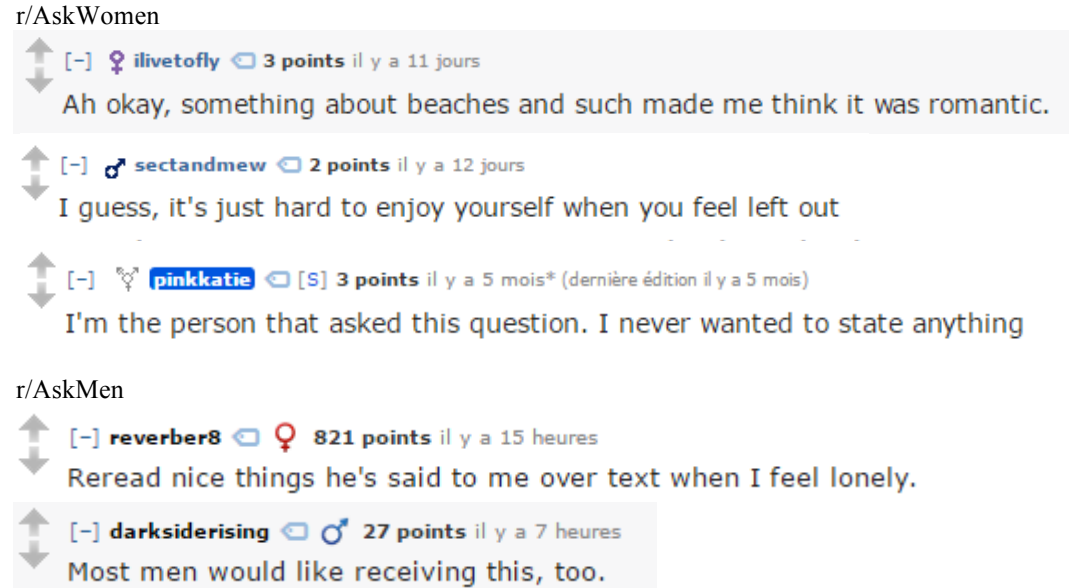 r/AskWomen
[-] ♀ ilivetofly 3 points il y a 11 jours
Ah okay, something about beaches and such made me think it was romantic.
[-] ♂ sectandmew 2 points il y a 12 jours
I guess, it's just hard to enjoy yourself when you feel left out
[-] ⚧ pinkkatie [S] 3 points il y a 5 mois* (dernière édition il y a 5 mois)
I'm the person that asked this question. I never wanted to state anything
r/AskMen
[-] reverber8 ♀ 821 points il y a 15 heures
Reread nice things he's said to me over text when I feel lonely.
[-] darksiderising ♂ 27 points il y a 7 heures
Most men would like receiving this, too.